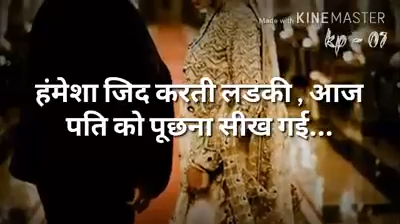 Made with KINEMASTER
kp - 07
हंमेशा जिद करती लडकी , आज
पति को पूछना सीख गई...